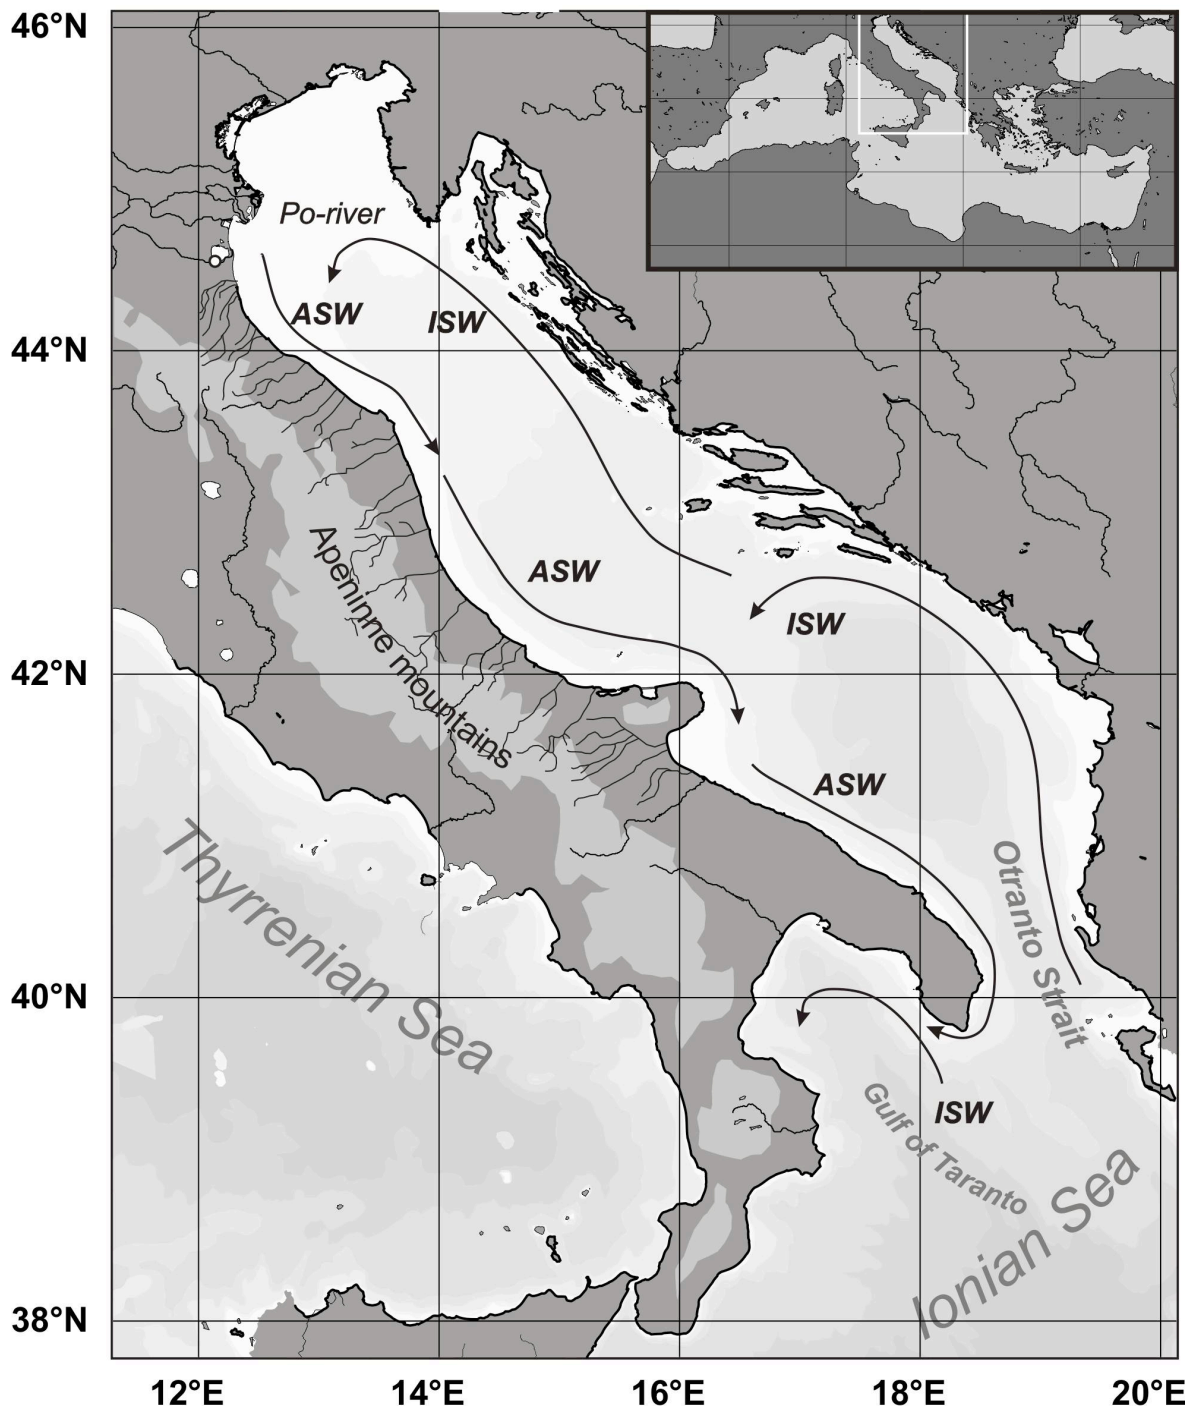 46°N
Po-river
ASW
ISW
44°N
Apeninne mountains
ASW
ISW
42°N
ASW
Thyrrenian Sea
Otranto Strait
40°N
ISW
Gulf of Taranto
Ionian Sea
38°N
12°E
14°E
16°E
18°E
20°E